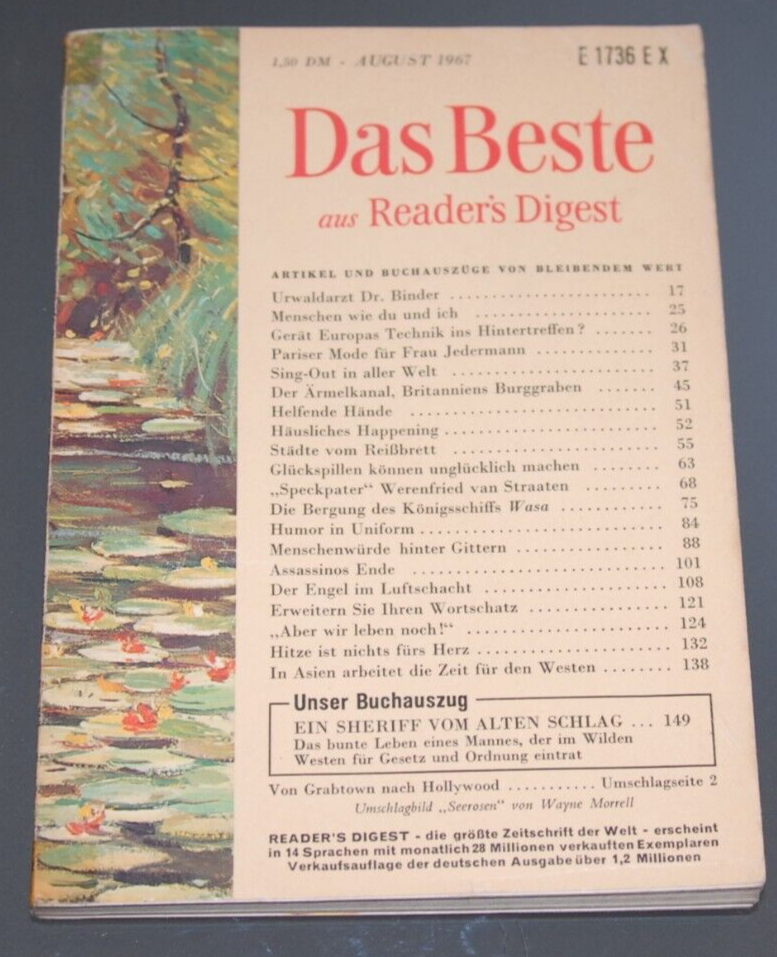 1,50 DM - AUGUST 1967 E 1736 E X
Das Beste
aus Reader's Digest
ARTIKEL UND BUCHAUSZÜGE VON BLEIBENDEM WERT
Urwaldarzt Dr. Binder ........................ 17
Menschen wie du und ich ..................... 25
Gerät Europas Technik ins Hintertreffen? ....... 26
Pariser Mode für Frau Jedermann .............. 31
Sing-Out in aller Welt ........................ 37
Der Ärmelkanal, Britanniens Burggraben ....... 45
Helfende Hände ............................. 51
Häusliches Happening ......................... 52
Städte vom Reißbrett ........................ 55
Glückspillen können unglücklich machen ........ 63
„Speckpater“ Werenfried van Straaten ......... 68
Die Bergung des Königsschiffs Wasa ............ 75
Humor in Uniform ............................ 84
Menschenwürde hinter Gittern .................. 88
Assassinos Ende ............................. 101
Der Engel im Luftschacht ...................... 108
Erweitern Sie Ihren Wortschatz ................ 121
„Aber wir leben noch!“ ....................... 124
Hitze ist nichts fürs Herz ...................... 132
In Asien arbeitet die Zeit für den Westen ........ 138
Unser Buchauszug
EIN SHERIFF VOM ALTEN SCHLAG ... 149
Das bunte Leben eines Mannes, der im Wilden
Westen für Gesetz und Ordnung eintrat
Von Grabtown nach Hollywood ........... Umschlagseite 2
Umschlagbild „Seerosen“ von Wayne Morrell
READER'S DIGEST - die größte Zeitschrift der Welt - erscheint
in 14 Sprachen mit monatlich 28 Millionen verkauften Exemplaren
Verkaufsauflage der deutschen Ausgabe über 1,2 Millionen